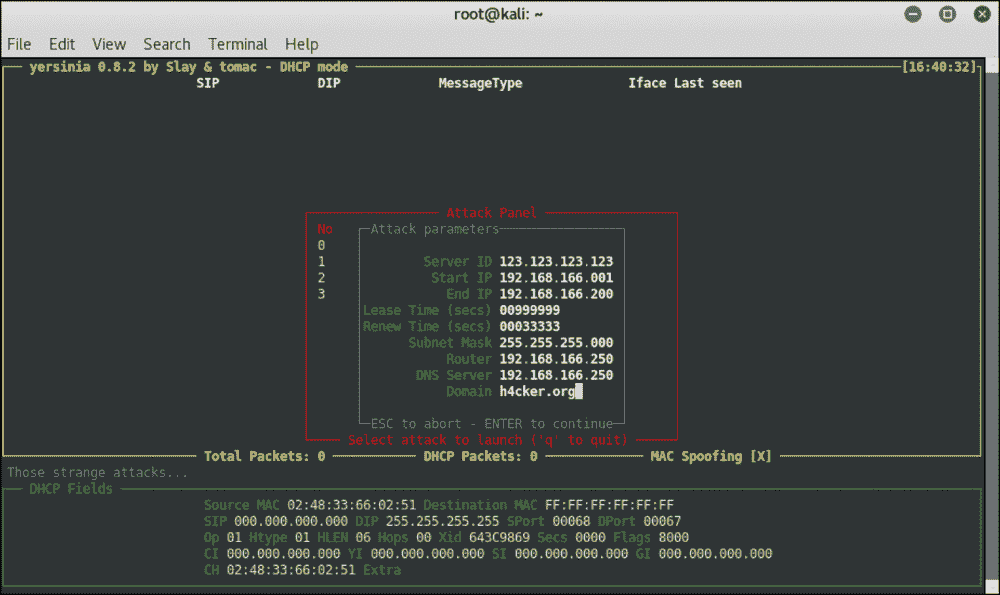 root@kali: ~
File Edit View Search Terminal Help
yersinia 0.8.2 by Slay & tomac - DHCP mode [16:40:32]
SIP DIP MessageType Iface Last seen
Attack Panel
No Attack parameters
0
1 Server ID 123.123.123.123
2 Start IP 192.168.166.001
3 End IP 192.168.166.200
Lease Time (secs) 00999999
Renew Time (secs) 00033333
Subnet Mask 255.255.255.000
Router 192.168.166.250
DNS Server 192.168.166.250
Domain h4cker.org
ESC to abort - ENTER to continue
Select attack to launch ('q' to quit)
Total Packets: 0 DHCP Packets: 0 MAC Spoofing [X]
Those strange attacks...
DHCP Fields
Source MAC 02:48:33:66:02:51 Destination MAC FF:FF:FF:FF:FF:FF
SIP 000.000.000.000 DIP 255.255.255.255 SPort 00068 DPort 00067
Op 01 Htype 01 HLEN 06 Hops 00 Xid 643C9869 Secs 0000 Flags 8000
CI 000.000.000.000 YI 000.000.000.000 SI 000.000.000.000 GI 000.000.000.000
CH 02:48:33:66:02:51 Extra